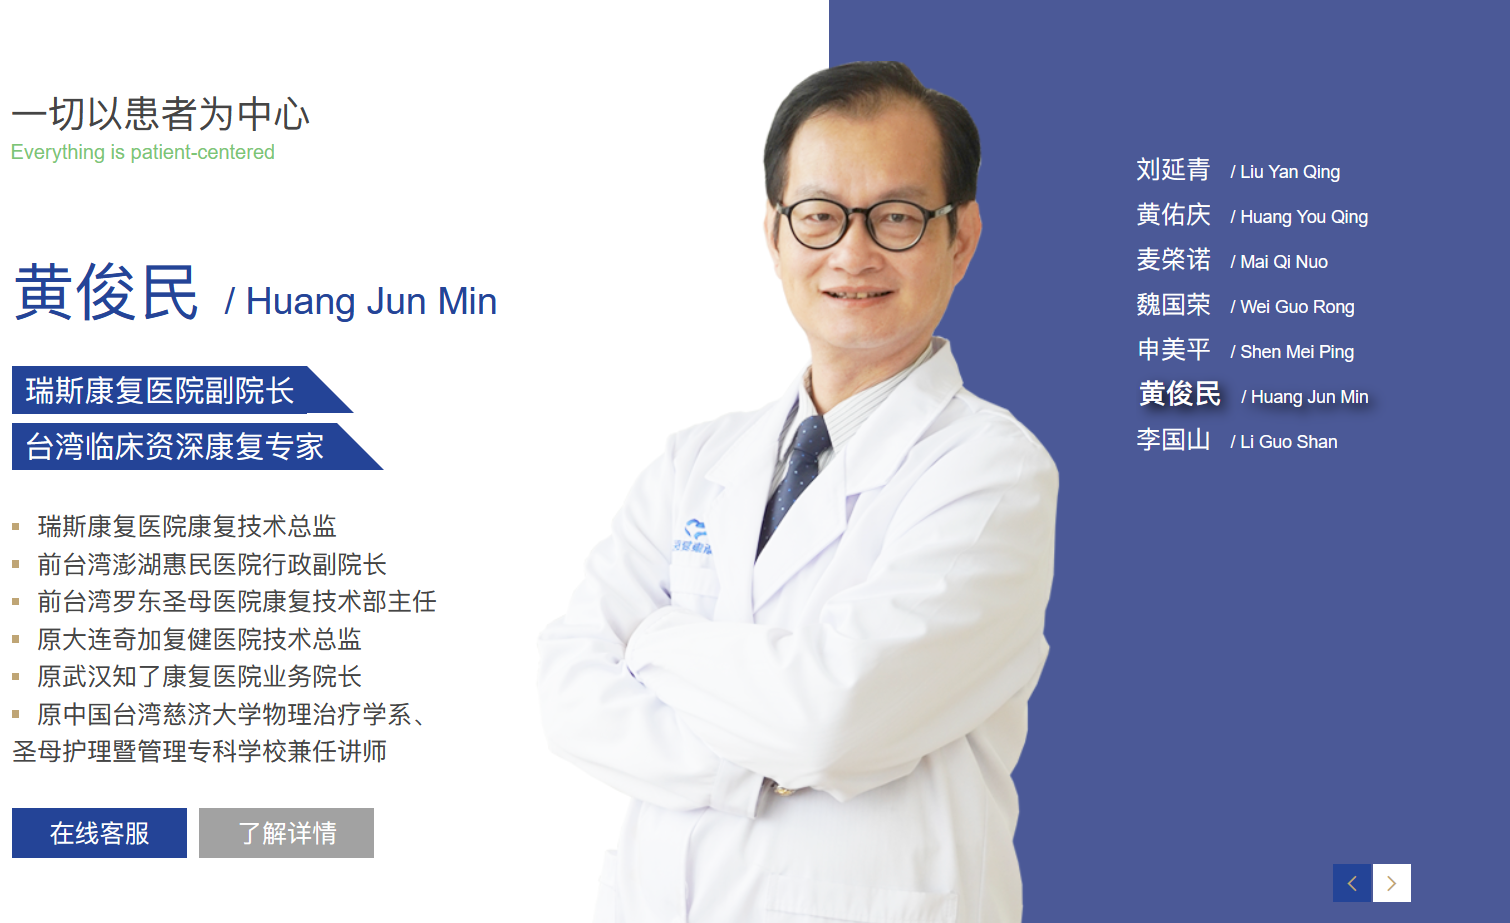 一切以患者为中心
Everything is patient-centered
黄俊民 / Huang Jun Min
瑞斯康复医院副院长
台湾临床资深康复专家
瑞斯康复医院康复技术总监
前台湾澎湖惠民医院行政副院长
前台湾罗东圣母医院康复技术部主任
原大连奇加复健医院技术总监
原武汉知了康复医院业务院长
原中国台湾慈济大学物理治疗学系、
圣母护理暨管理专科学校兼任讲师
在线客服
了解详情
刘延青 / Liu Yan Qing
黄佑庆 / Huang You Qing
麦棨诺 / Mai Qi Nuo
魏国荣 / Wei Guo Rong
申美平 / Shen Mei Ping
黄俊民 / Huang Jun Min
李国山 / Li Guo Shan